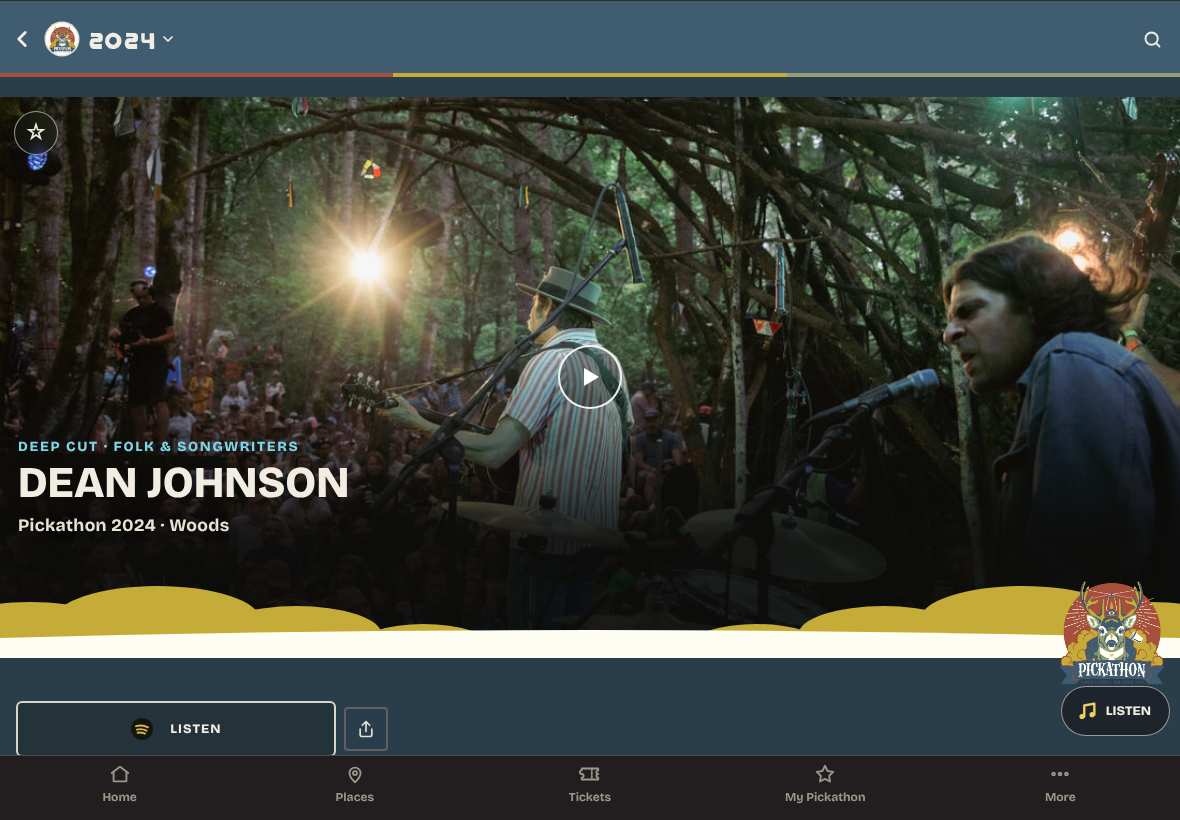 2024
DEEP CUT · FOLK & SONGWRITERS
DEAN JOHNSON
Pickathon 2024 · Woods
PICKATHON
LISTEN
LISTEN
Home
Places
Tickets
My Pickathon
More